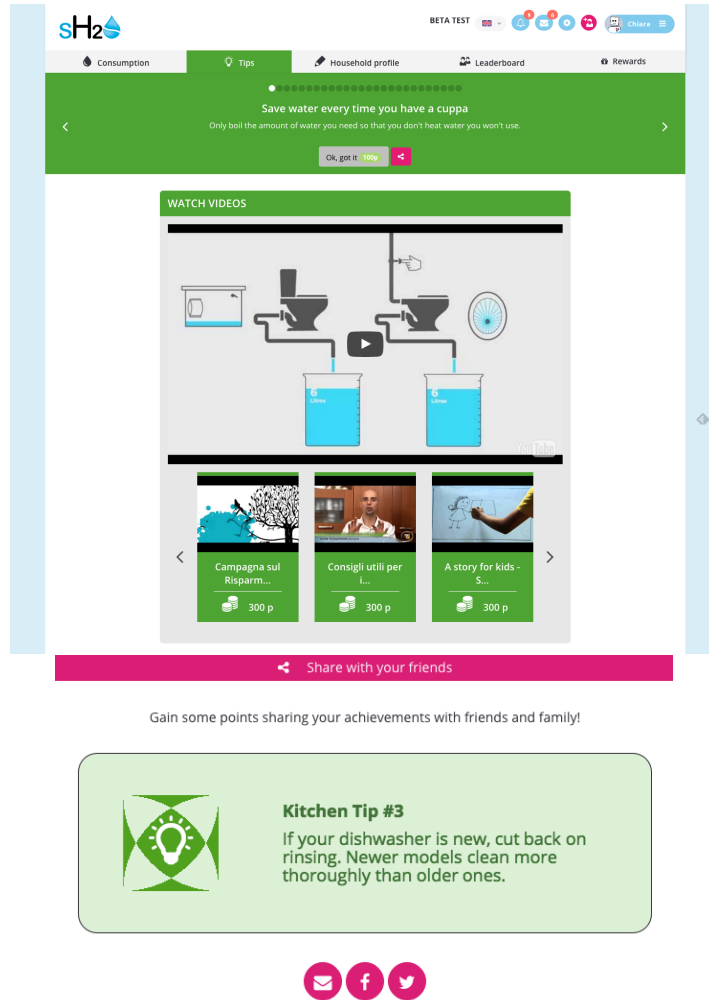 sH2
BETA TEST
8
6
Chiara
Consumption
Tips
Household profile
Leaderboard
Rewards
Save water every time you have a cuppa
Only boil the amount of water you need so that you don't heat water you won't use.
Ok, got it 100p
WATCH VIDEOS
6
Litres
6
Litres
YouTube
Campagna sul
Risparm...
300 p
Consigli utili per
i...
300 p
A story for kids -
S...
300 p
Share with your friends
Gain some points sharing your achievements with friends and family!
Kitchen Tip #3
If your dishwasher is new, cut back on
rinsing. Newer models clean more
thoroughly than older ones.